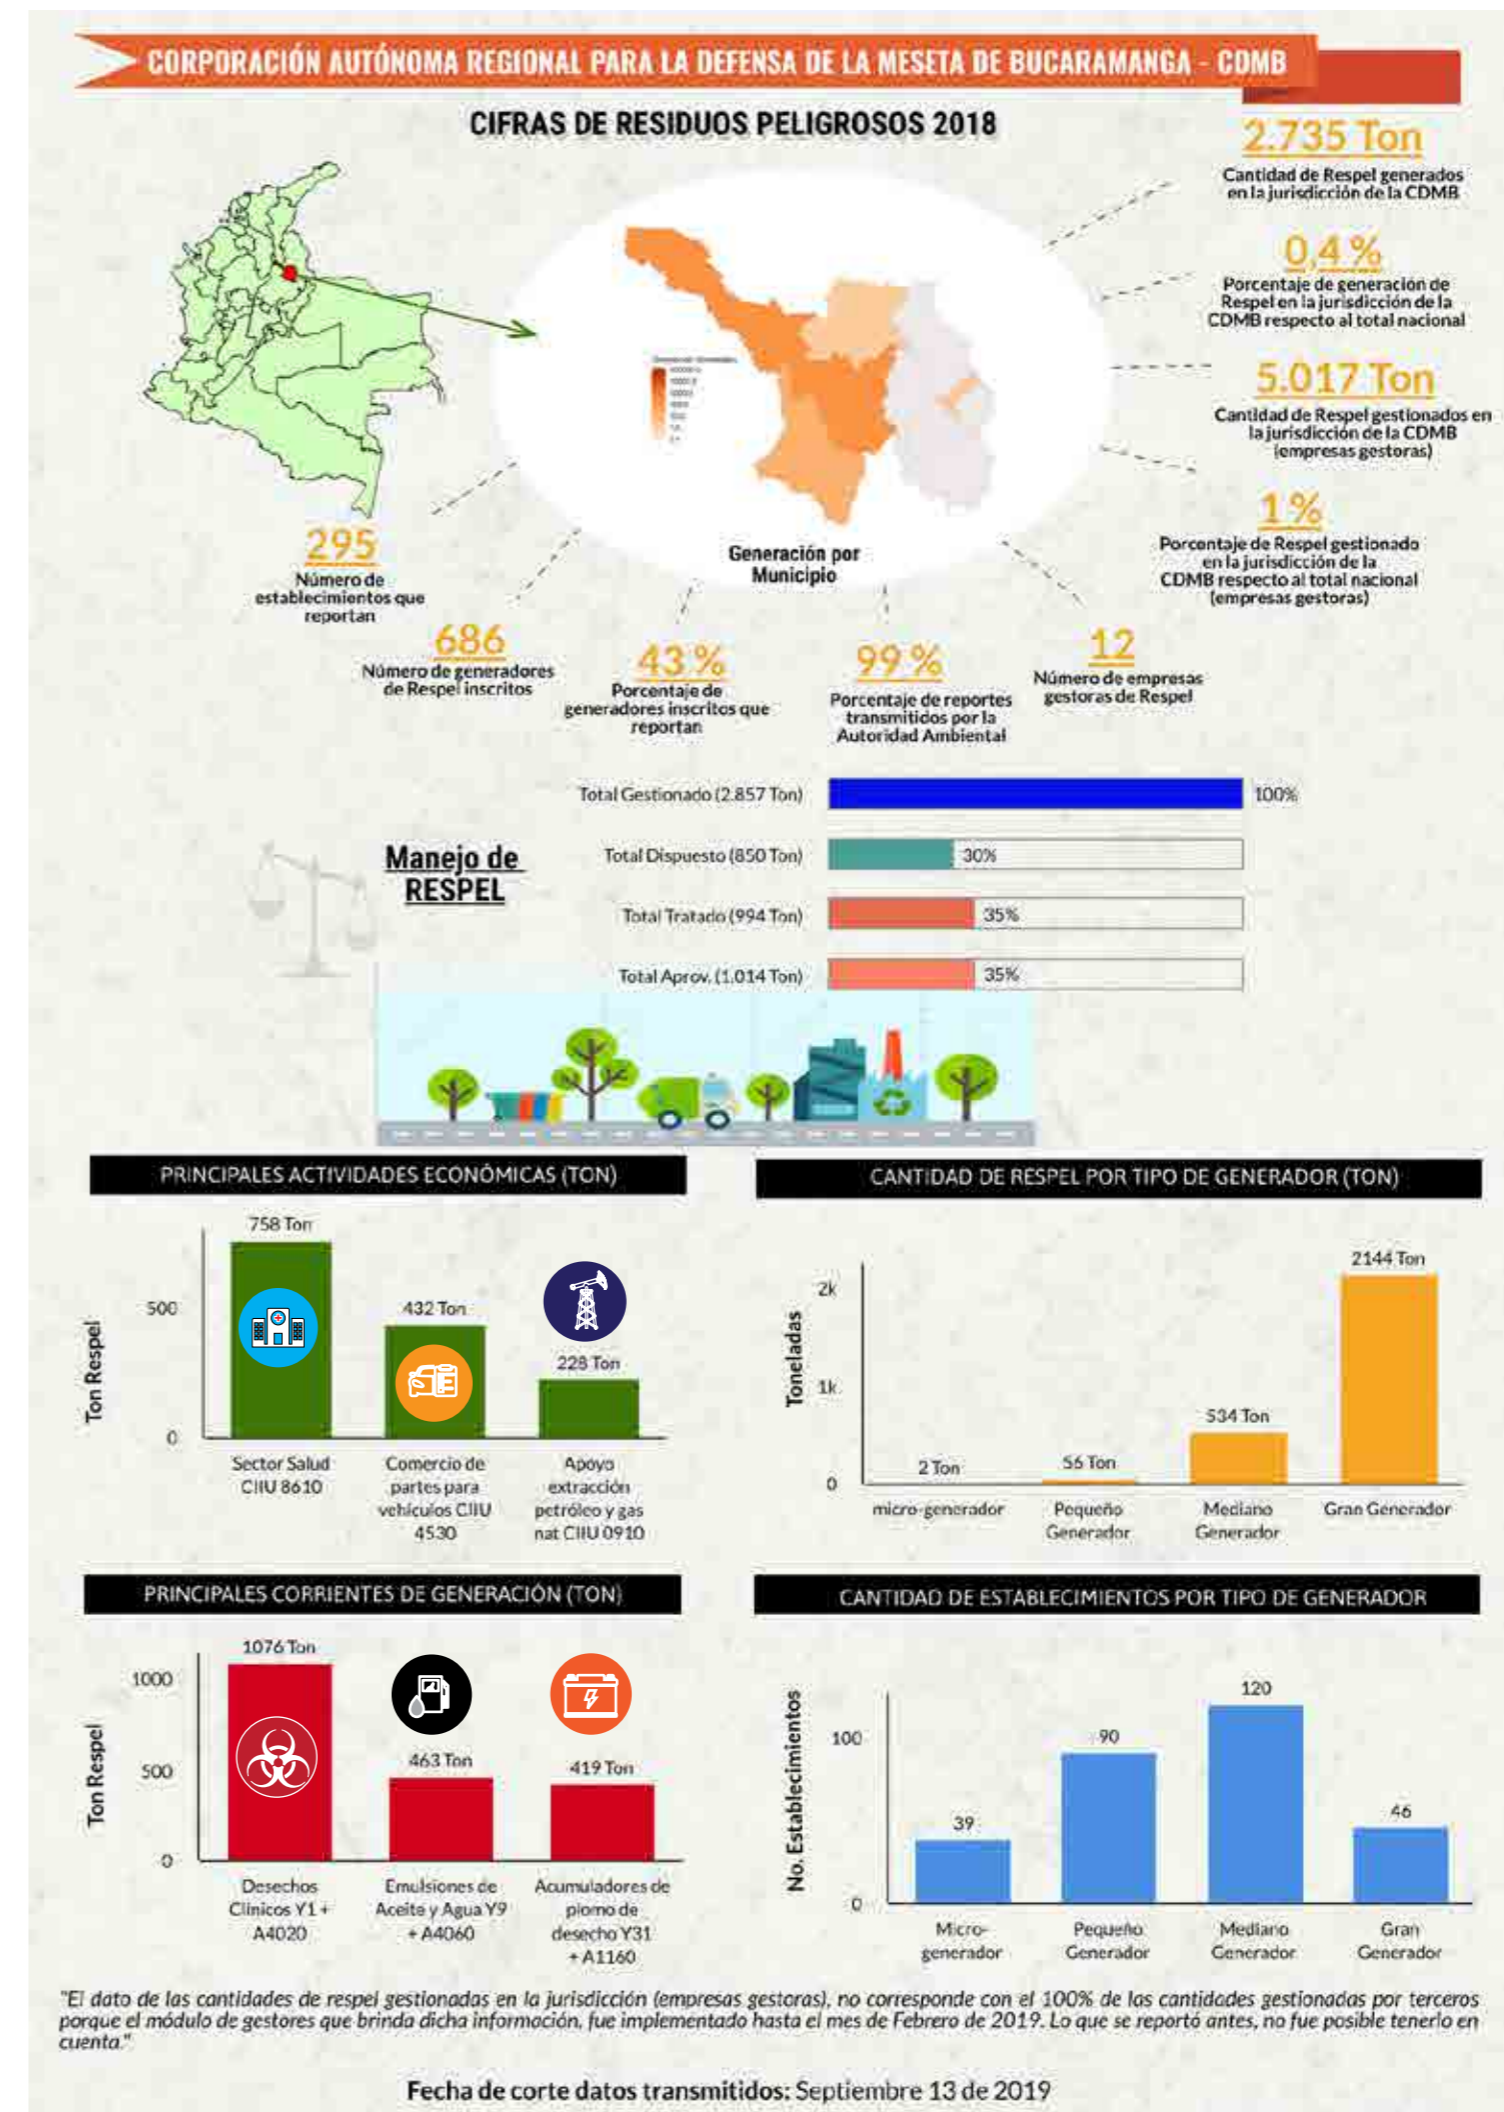 CORPORACIÓN AUTÓNOMA REGIONAL PARA LA DEFENSA DE LA MESETA DE BUCARAMANGA - CDMB
CIFRAS DE RESIDUOS PELIGROSOS 2018
2.735 Ton
Cantidad de Respel generados
en la jurisdicción de la CDMB
0,4 %
Porcentaje de generación de
Respel en la jurisdicción de la
CDMB respecto al total nacional
5.017 Ton
Cantidad de Respel gestionados en
la jurisdicción de la CDMB
(empresas gestoras)
1 %
Porcentaje de Respel gestionado
en la jurisdicción de la
CDMB respecto al total nacional
(empresas gestoras)
Generación por
Municipio
295
Número de
establecimientos que
reportan
686
Número de generadores
de Respel inscritos
43 %
Porcentaje de
generadores inscritos que
reportan
99 %
Porcentaje de reportes
transmitidos por la
Autoridad Ambiental
12
Número de empresas
gestoras de Respel
Manejo de
RESPEL
Total Gestionado (2.857 Ton)
100%
Total Dispuesto (850 Ton)
30%
Total Tratado (994 Ton)
35%
Total Aprov. (1.014 Ton)
35%
PRINCIPALES ACTIVIDADES ECONÓMICAS (TON)
Ton Respel
500
0
758 Ton
432 Ton
228 Ton
Sector Salud
CIIU 8610
Comercio de
partes para
vehículos CIIU
4530
Apoyo
extracción
petróleo y gas
nat CIIU 0910
CANTIDAD DE RESPEL POR TIPO DE GENERADOR (TON)
Toneladas
2k
1k
0
2 Ton
56 Ton
534 Ton
2144 Ton
micro-generador
Pequeño
Generador
Mediano
Generador
Gran Generador
PRINCIPALES CORRIENTES DE GENERACIÓN (TON)
Ton Respel
1000
500
0
1076 Ton
463 Ton
419 Ton
Desechos
Clínicos Y1 +
A4020
Emulsiones de
Aceite y Agua Y9
+ A4060
Acumuladores de
plomo de
desecho Y31
+ A1160
CANTIDAD DE ESTABLECIMIENTOS POR TIPO DE GENERADOR
No. Establecimientos
100
0
39
90
120
46
Micro-
generador
Pequeño
Generador
Mediano
Generador
Gran
Generador
"El dato de las cantidades de respel gestionadas en la jurisdicción (empresas gestoras), no corresponde con el 100% de las cantidades gestionadas por terceros
porque el módulo de gestores que brinda dicha información, fue implementado hasta el mes de Febrero de 2019. Lo que se reportó antes, no fue posible tenerlo en
cuenta."
Fecha de corte datos transmitidos: Septiembre 13 de 2019